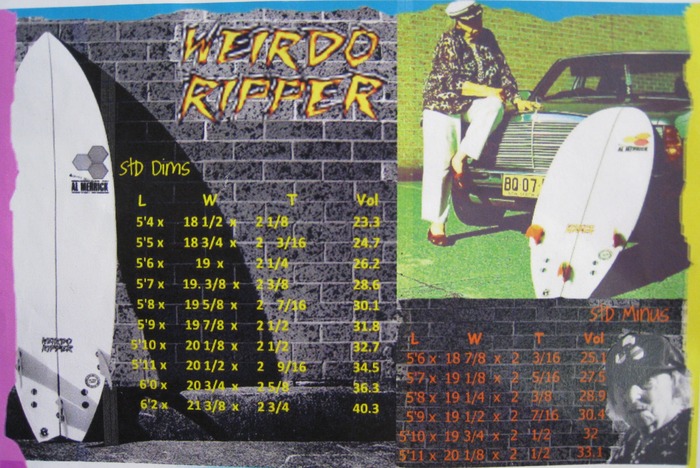 WEIRDO
RIPPER
AL MERRICK
WEIRDO
RIPPER
STD Dims
L W T Vol
5'4 x 18 1/2 x 2 1/8 23.3
5'5 x 18 3/4 x 2 3/16 24.7
5'6 x 19 x 2 1/4 26.2
5'7 x 19. 3/8 x 2 3/8 28.6
5'8 x 19 5/8 x 2 7/16 30.1
5'9 x 19 7/8 x 2 1/2 31.8
5'10 x 20 1/8 x 2 1/2 32.7
5'11 x 20 1/2 x 2 9/16 34.5
6'0 x 20 3/4 x 2 5/8 36.3
6'2 x 21 3/8 x 2 3/4 40.3
BQ 07
AL MERRICK
WEIRDO
RIPPER
STD Minus
L W T Vol
5'6 x 18 7/8 x 2 3/16 25.1
5'7 x 19 1/8 x 2 5/16 27.5
5'8 x 19 1/4 x 2 3/8 28.9
5'9 x 19 1/2 x 2 7/16 30.4
5'10 x 19 3/4 x 2 1/2 32
5'11 x 20 1/2 x 2 1/2 33.1